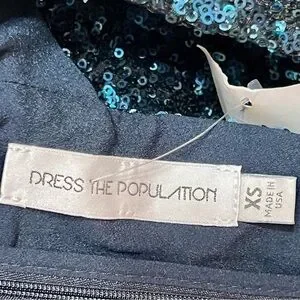 DRESS THE POPULATION
XS
MADE IN
USA